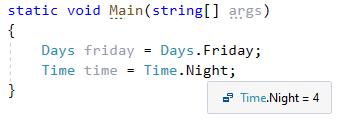 static void Main(string[] args)
{
    Days friday = Days.Friday;
    Time time = Time.Night;
}
Time.Night = 4